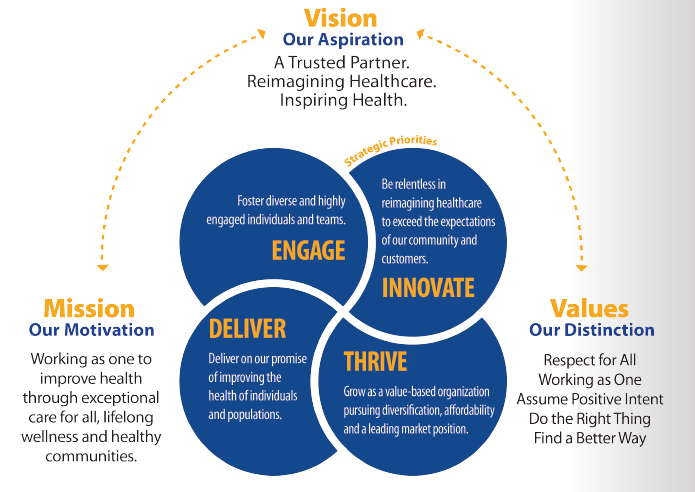 Vision
Our Aspiration
A Trusted Partner.
Reimagining Healthcare.
Inspiring Health.
Strategic Priorities
Foster diverse and highly
engaged individuals and teams.
ENGAGE
Be relentless in
reimagining healthcare
to exceed the expectations
of our community and
customers.
INNOVATE
Mission
Our Motivation
Working as one to
improve health
through exceptional
care for all, lifelong
wellness and healthy
communities.
DELIVER
Deliver on our promise
of improving the
health of individuals
and populations.
THRIVE
Grow as a value-based organization
pursuing diversification, affordability
and a leading market position.
Values
Our Distinction
Respect for All
Working as One
Assume Positive Intent
Do the Right Thing
Find a Better Way